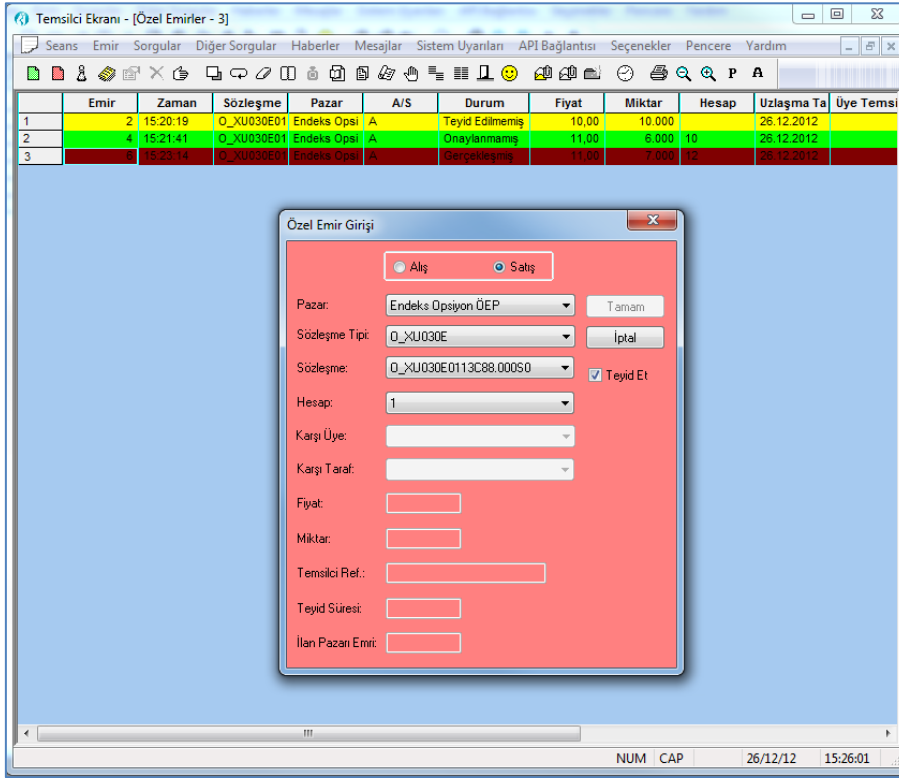 Temsilci Ekranı - [Özel Emirler - 3]
Seans Emir Sorgular Diğer Sorgular Haberler Mesajlar Sistem Uyarıları API Bağlantısı Seçenekler Pencere Yardım
P A
Emir Zaman Sözleşme Pazar A/S Durum Fiyat Miktar Hesap Uzlaşma Ta Üye Temsi
1 2 15:20:19 O_XU030E01 Endeks Opsi A Teyid Edilmemiş 10,00 10.000 26.12.2012
2 4 15:21:41 O_XU030E01 Endeks Opsi A Onaylanmamış 11,00 6.000 10 26.12.2012
3 15:23:14 O_XU030E01 Endeks Opsi A Gerçekleşmiş 11,00 7.000 12 26.12.2012
Özel Emir Girişi
Alış Satış
Pazar: Endeks Opsiyon ÖEP Tamam
Sözleşme Tipi: O_XU030E İptal
Sözleşme: O_XU030E0113C88.000S0 Teyid Et
Hesap: 1
Karşı Üye:
Karşı Taraf:
Fiyat:
Miktar:
Temsilci Ref.:
Teyid Süresi:
İlan Pazarı Emri:
NUM CAP 26/12/12 15:26:01